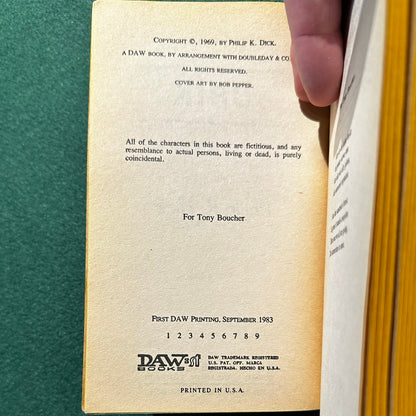 COPYRIGHT ©, 1969, BY PHILIP K. DICK.
A DAW BOOK, BY ARRANGEMENT WITH DOUBLEDAY & CO
ALL RIGHTS RESERVED.
COVER ART BY BOB PEPPER.
All of the characters in this book are fictitious, and any
resemblance to actual persons, living or dead, is purely
coincidental.
For Tony Boucher
FIRST DAW PRINTING, SEPTEMBER 1983
1 2 3 4 5 6 7 8 9
DAW sf
BOOKS
DAW TRADEMARK REGISTERED
U.S. PAT. OFF. MARCA
REGISTRADA. HECHO EN U.S.A.
PRINTED IN U.S.A.